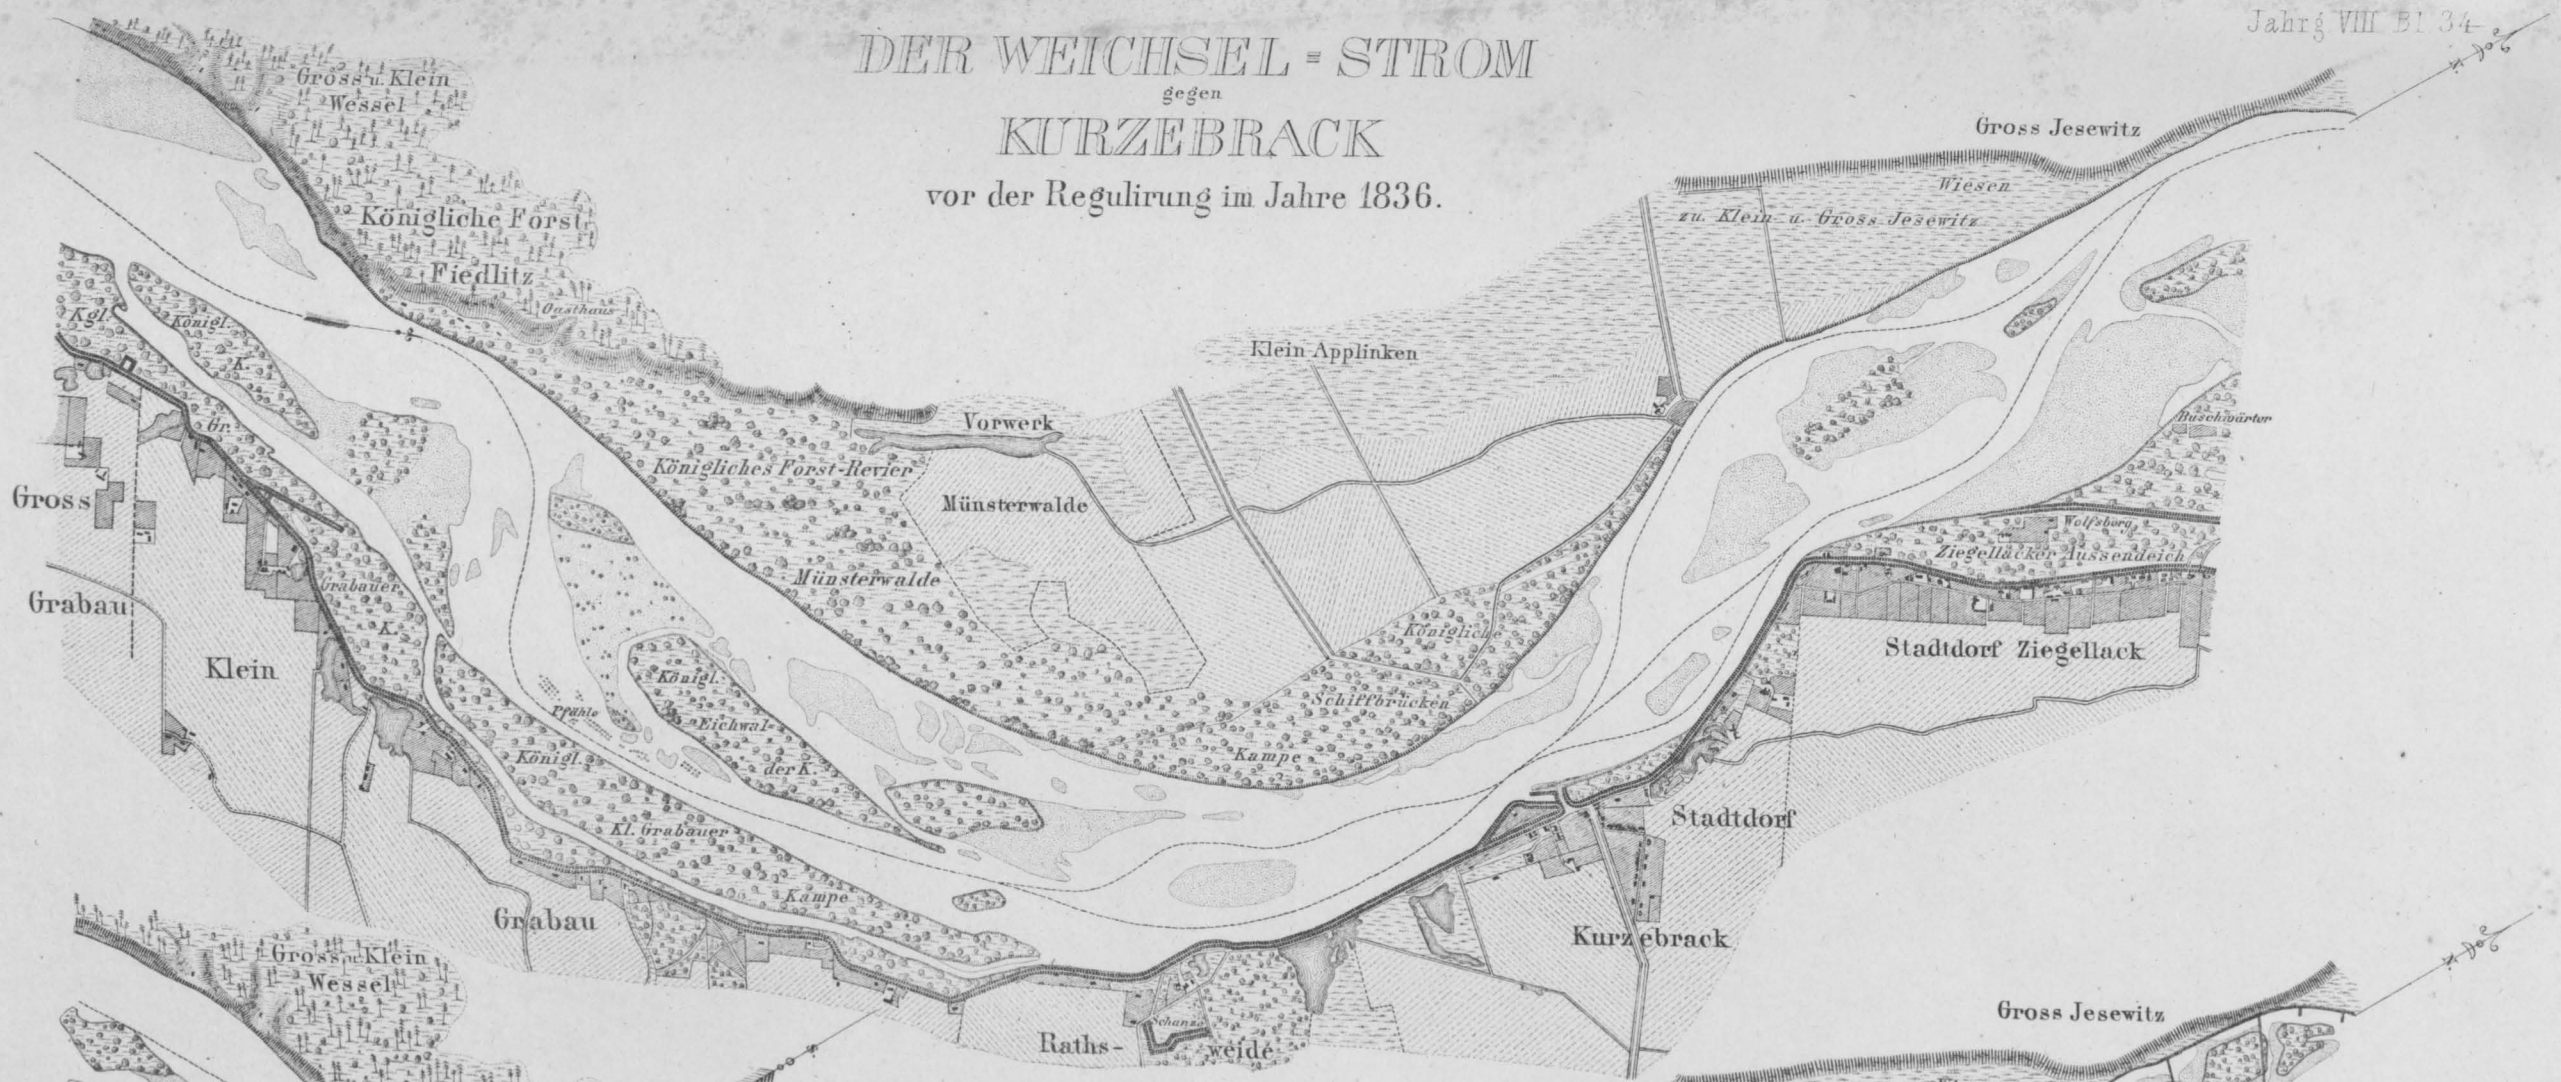 Jahrg VIII Bl 34
DER WEICHSEL = STROM
gegen
KURZEBRACK
vor der Regulirung im Jahre 1836.
Gross u. Klein
Wessel
Königliche Forst
Fiedlitz
Gasthaus
Gross Jesewitz
Wiesen
zu Klein u. Gross Jesewitz
Klein Applinken
Vorwerk
Münsterwalde
Königliches Forst-Revier
Münsterwalde
Kgl.
Königl.
K.
Gr.
Gross
Grabau
Grabauer
K.
Klein
Grabau
Pfähle
Königl.
Eichwal-
der K.
Königl.
Kl. Grabauer
Kampe
Königliche
Schiffbrücken
Kampe
Buschwärter
Wolfsberg
Ziegellacker Aussendeich
Stadtdorf Ziegellack
Stadtdorf
Kurzebrack
Schanze
Raths-
weide
Gross u. Klein
Wessel
Gross Jesewitz